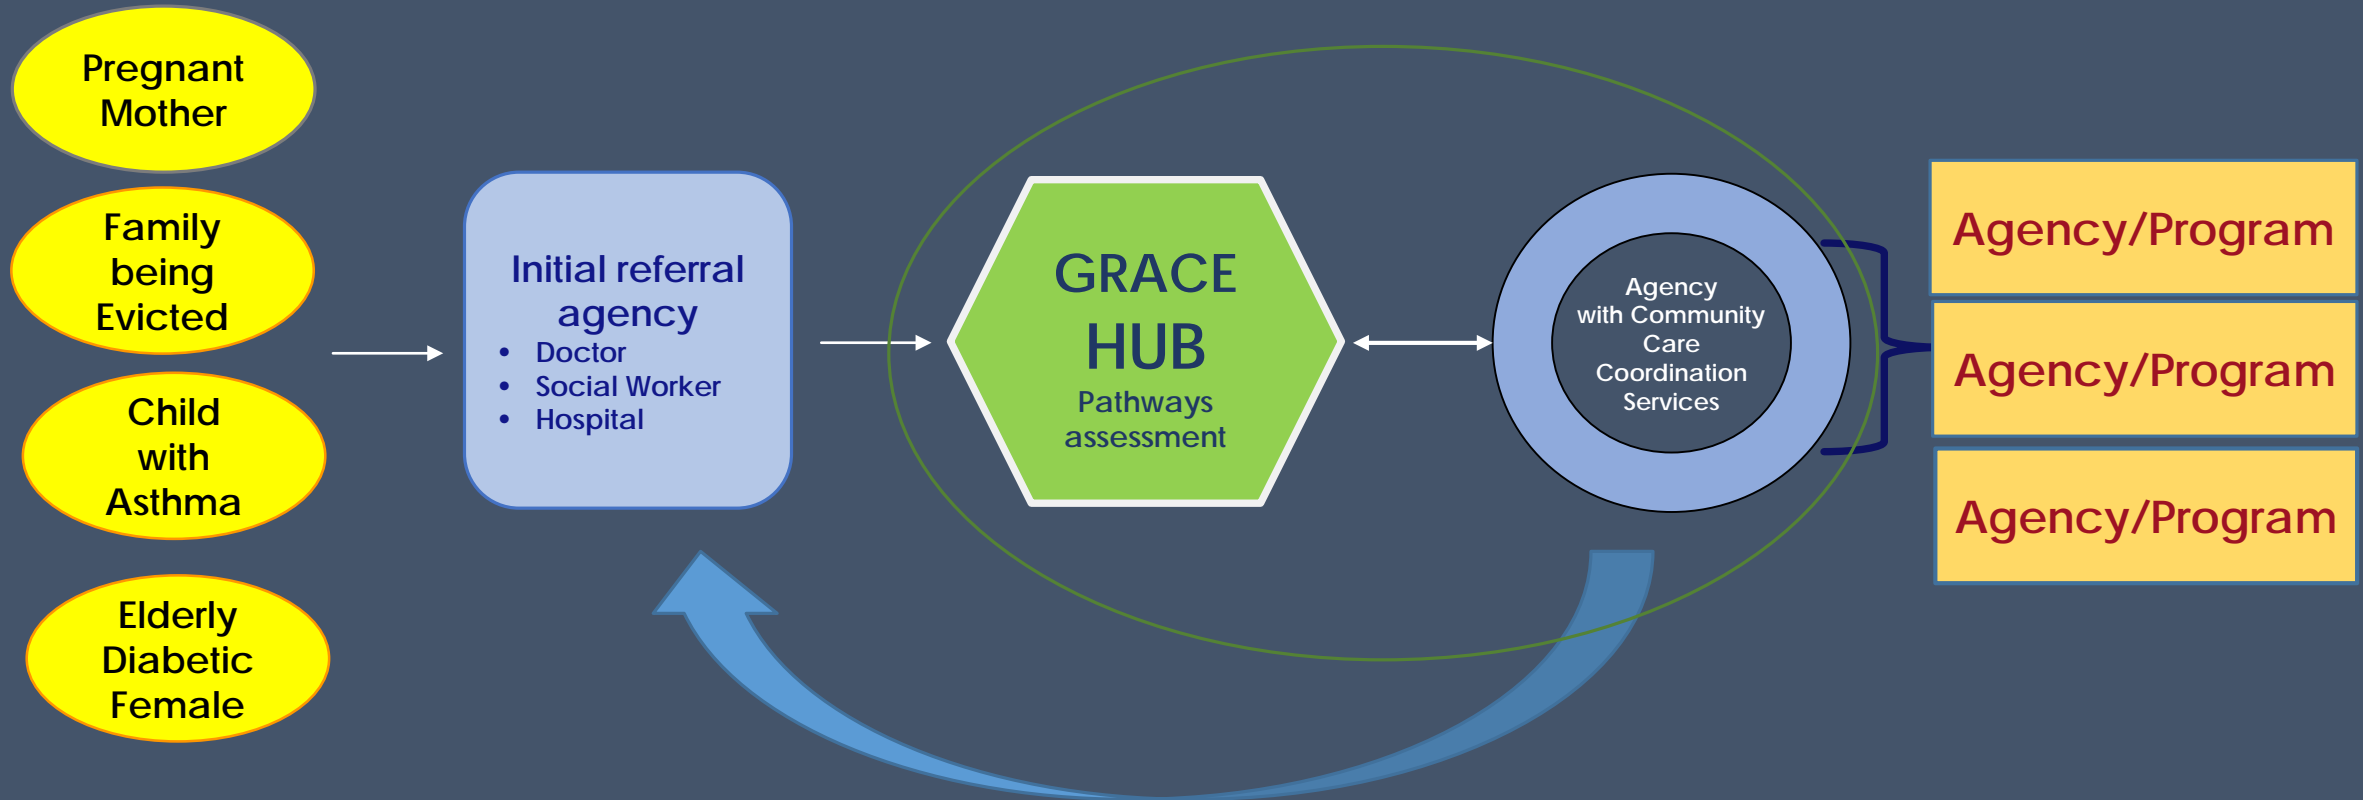 Pregnant
Mother
Family
being
Evicted
Child
with
Asthma
Elderly
Diabetic
Female
Initial referral
agency
• Doctor
• Social Worker
• Hospital
GRACE
HUB
Pathways
assessment
Agency
with Community
Care
Coordination
Services
Agency/Program
Agency/Program
Agency/Program